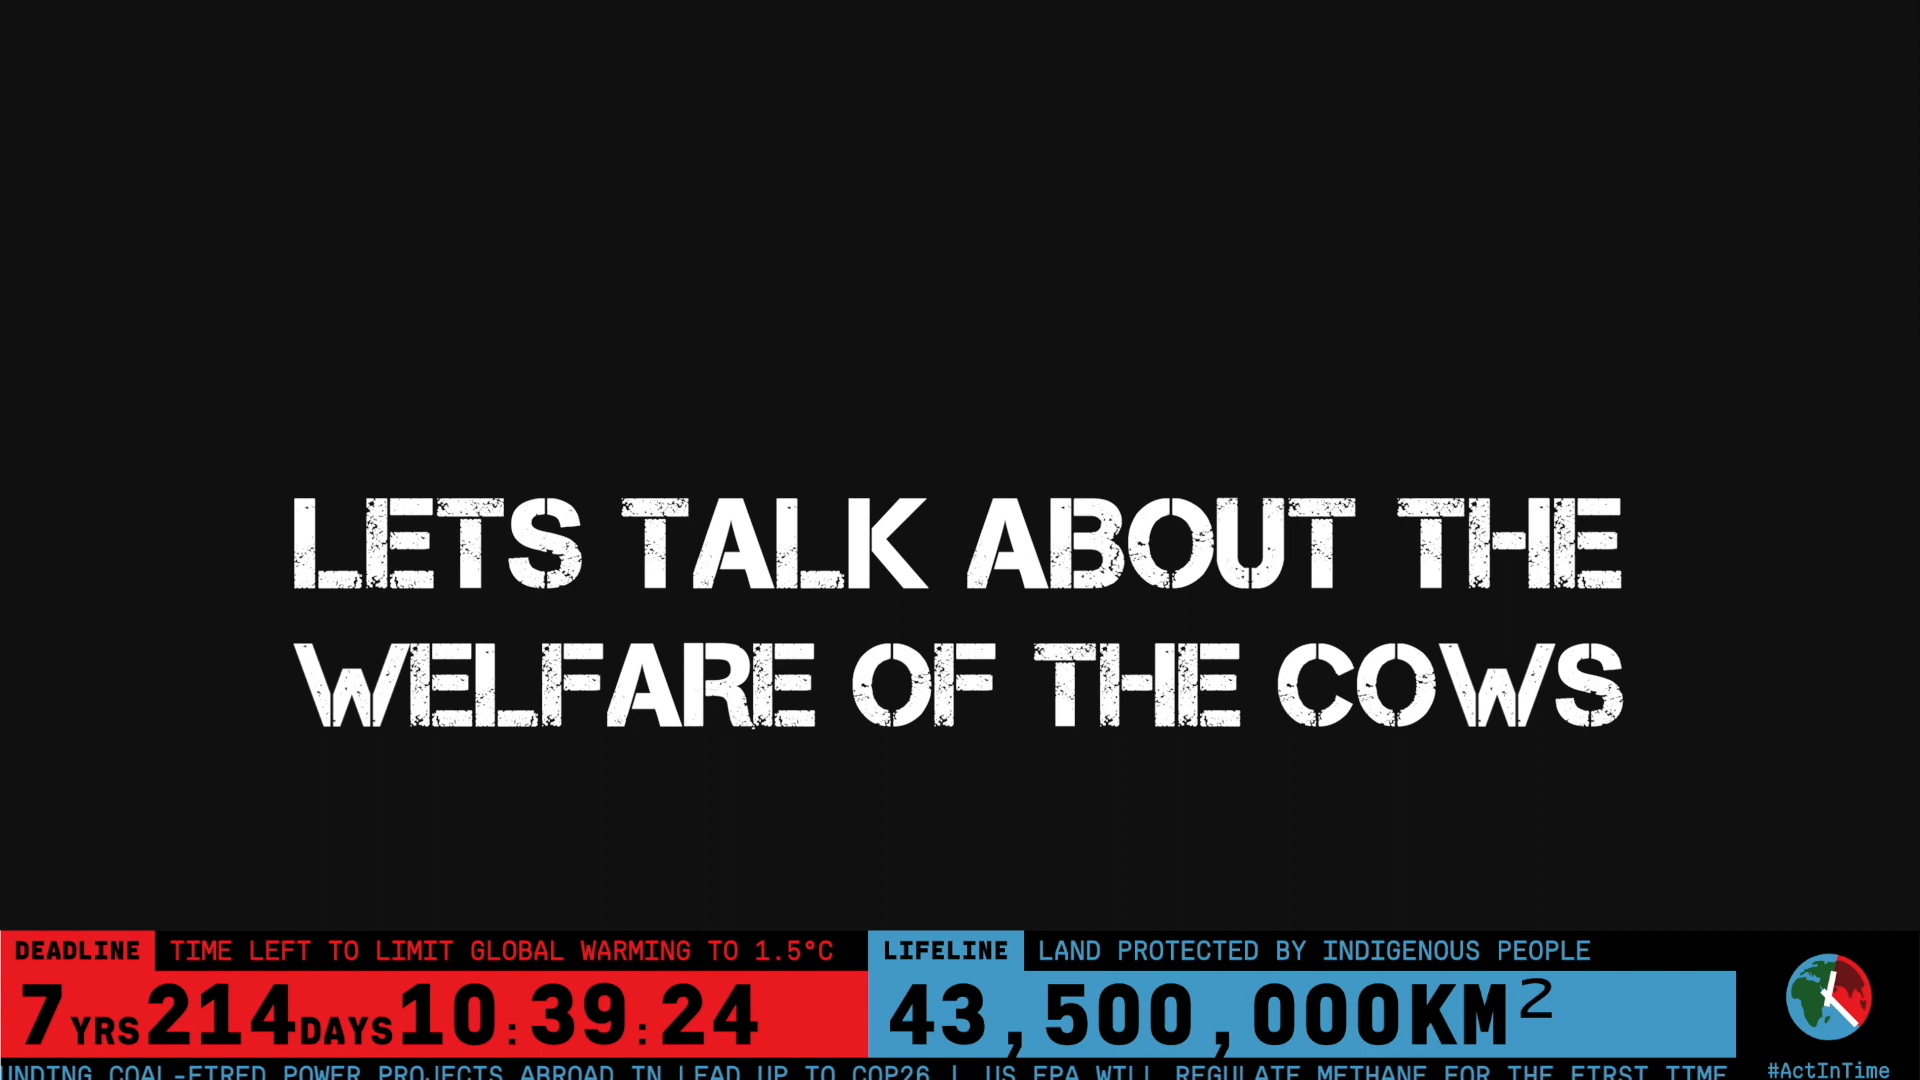 LETS TALK ABOUT THE
WELFARE OF THE COWS
DEADLINE TIME LEFT TO LIMIT GLOBAL WARMING TO 1.5°C
7YRS214DAYS10:39:24
LIFELINE LAND PROTECTED BY INDIGENOUS PEOPLE
43,500,000KM²
UNDING COAL-FIRED POWER PROJECTS ABROAD IN LEAD UP TO COP26 | US EPA WILL REGULATE METHANE FOR THE FIRST TIME
#ActInTime